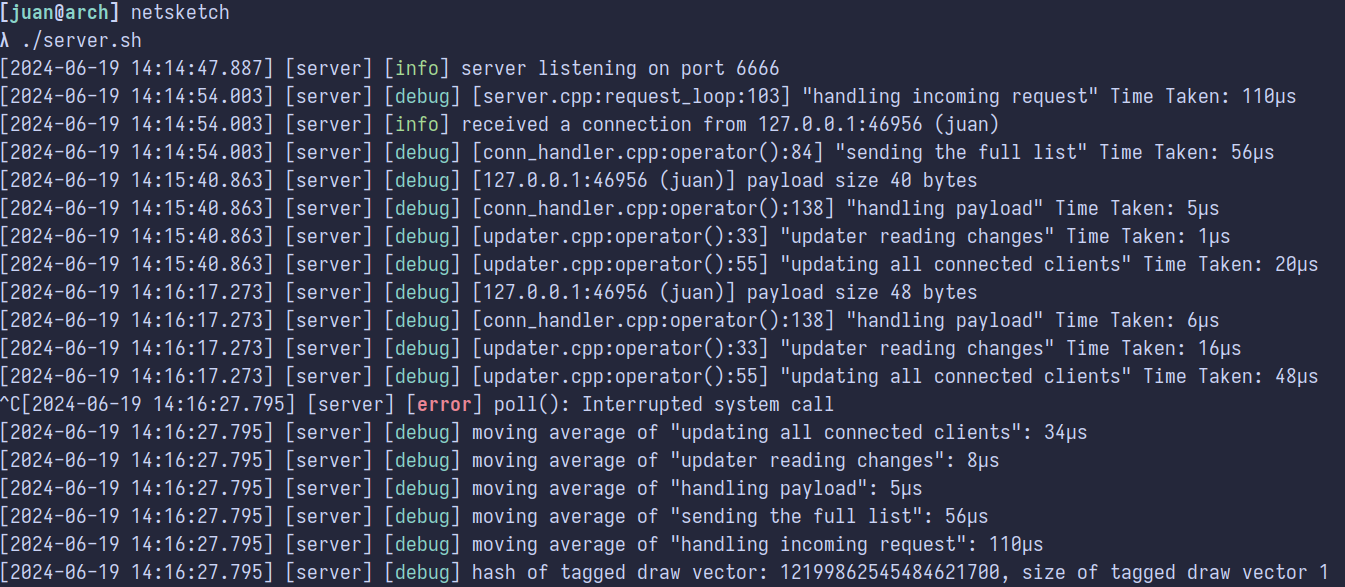 [juan@arch] netsketch
λ ./server.sh
[2024-06-19 14:14:47.887] [server] [info] server listening on port 6666
[2024-06-19 14:14:54.003] [server] [debug] [server.cpp:request_loop:103] "handling incoming request" Time Taken: 110µs
[2024-06-19 14:14:54.003] [server] [info] received a connection from 127.0.0.1:46956 (juan)
[2024-06-19 14:14:54.003] [server] [debug] [conn_handler.cpp:operator():84] "sending the full list" Time Taken: 56µs
[2024-06-19 14:15:40.863] [server] [debug] [127.0.0.1:46956 (juan)] payload size 40 bytes
[2024-06-19 14:15:40.863] [server] [debug] [conn_handler.cpp:operator():138] "handling payload" Time Taken: 5µs
[2024-06-19 14:15:40.863] [server] [debug] [updater.cpp:operator():33] "updater reading changes" Time Taken: 1µs
[2024-06-19 14:15:40.863] [server] [debug] [updater.cpp:operator():55] "updating all connected clients" Time Taken: 20µs
[2024-06-19 14:16:17.273] [server] [debug] [127.0.0.1:46956 (juan)] payload size 48 bytes
[2024-06-19 14:16:17.273] [server] [debug] [conn_handler.cpp:operator():138] "handling payload" Time Taken: 6µs
[2024-06-19 14:16:17.273] [server] [debug] [updater.cpp:operator():33] "updater reading changes" Time Taken: 16µs
[2024-06-19 14:16:17.273] [server] [debug] [updater.cpp:operator():55] "updating all connected clients" Time Taken: 48µs
^C[2024-06-19 14:16:27.795] [server] [error] poll(): Interrupted system call
[2024-06-19 14:16:27.795] [server] [debug] moving average of "updating all connected clients": 34µs
[2024-06-19 14:16:27.795] [server] [debug] moving average of "updater reading changes": 8µs
[2024-06-19 14:16:27.795] [server] [debug] moving average of "handling payload": 5µs
[2024-06-19 14:16:27.795] [server] [debug] moving average of "sending the full list": 56µs
[2024-06-19 14:16:27.795] [server] [debug] moving average of "handling incoming request": 110µs
[2024-06-19 14:16:27.795] [server] [debug] hash of tagged draw vector: 12199862545484621700, size of tagged draw vector 1